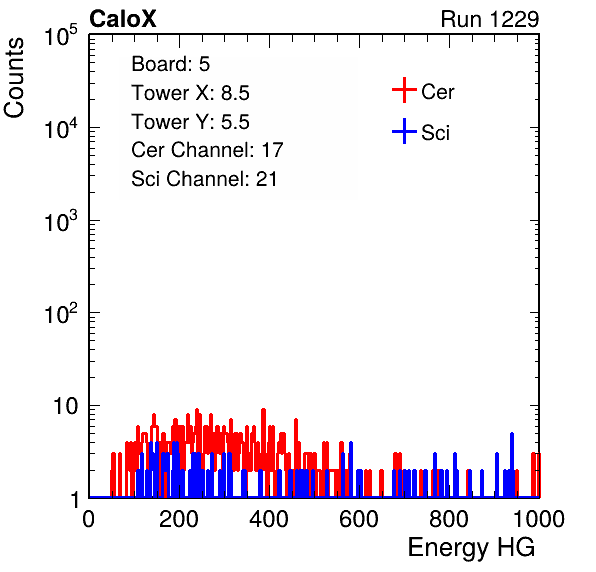 CaloX Run 1229
Counts
10^5
10^4
10^3
10^2
10
1
Board: 5
Tower X: 8.5
Tower Y: 5.5
Cer Channel: 17
Sci Channel: 21
Cer
Sci
0 200 400 600 800 1000
Energy HG